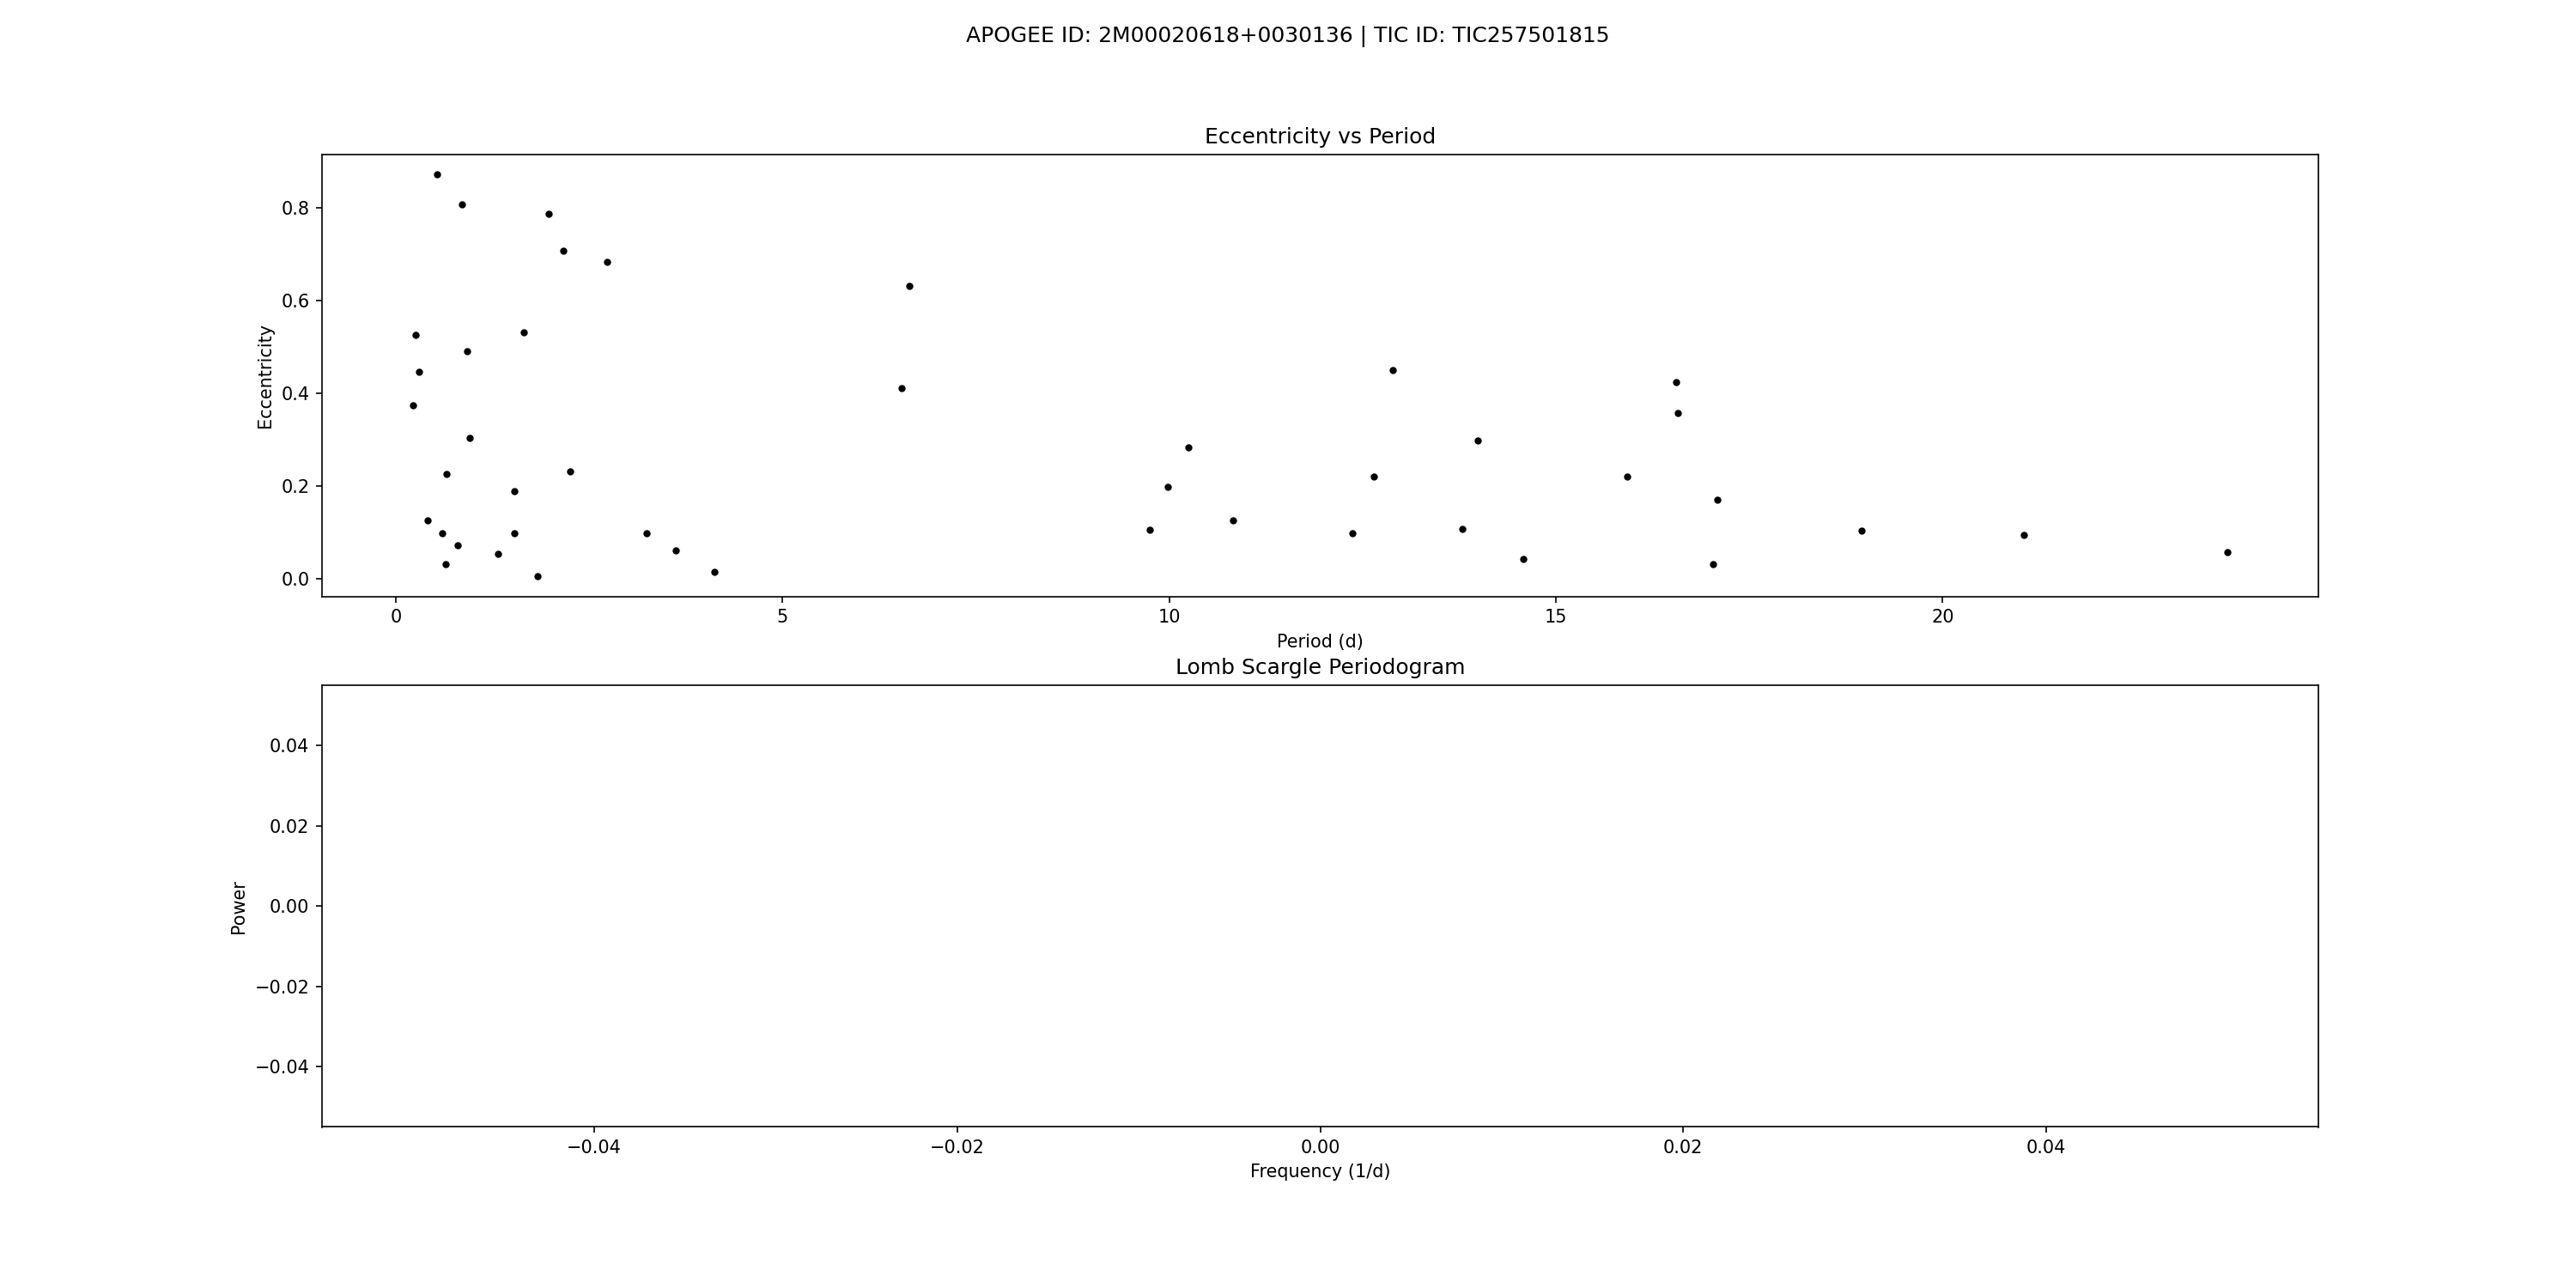 APOGEE ID: 2M00020618+0030136 | TIC ID: TIC257501815
Eccentricity vs Period
0.8
0.6
0.4
0.2
0.0
Eccentricity
0 5 10 15 20
Period (d)
Lomb Scargle Periodogram
0.04
0.02
0.00
−0.02
−0.04
Power
−0.04 −0.02 0.00 0.02 0.04
Frequency (1/d)